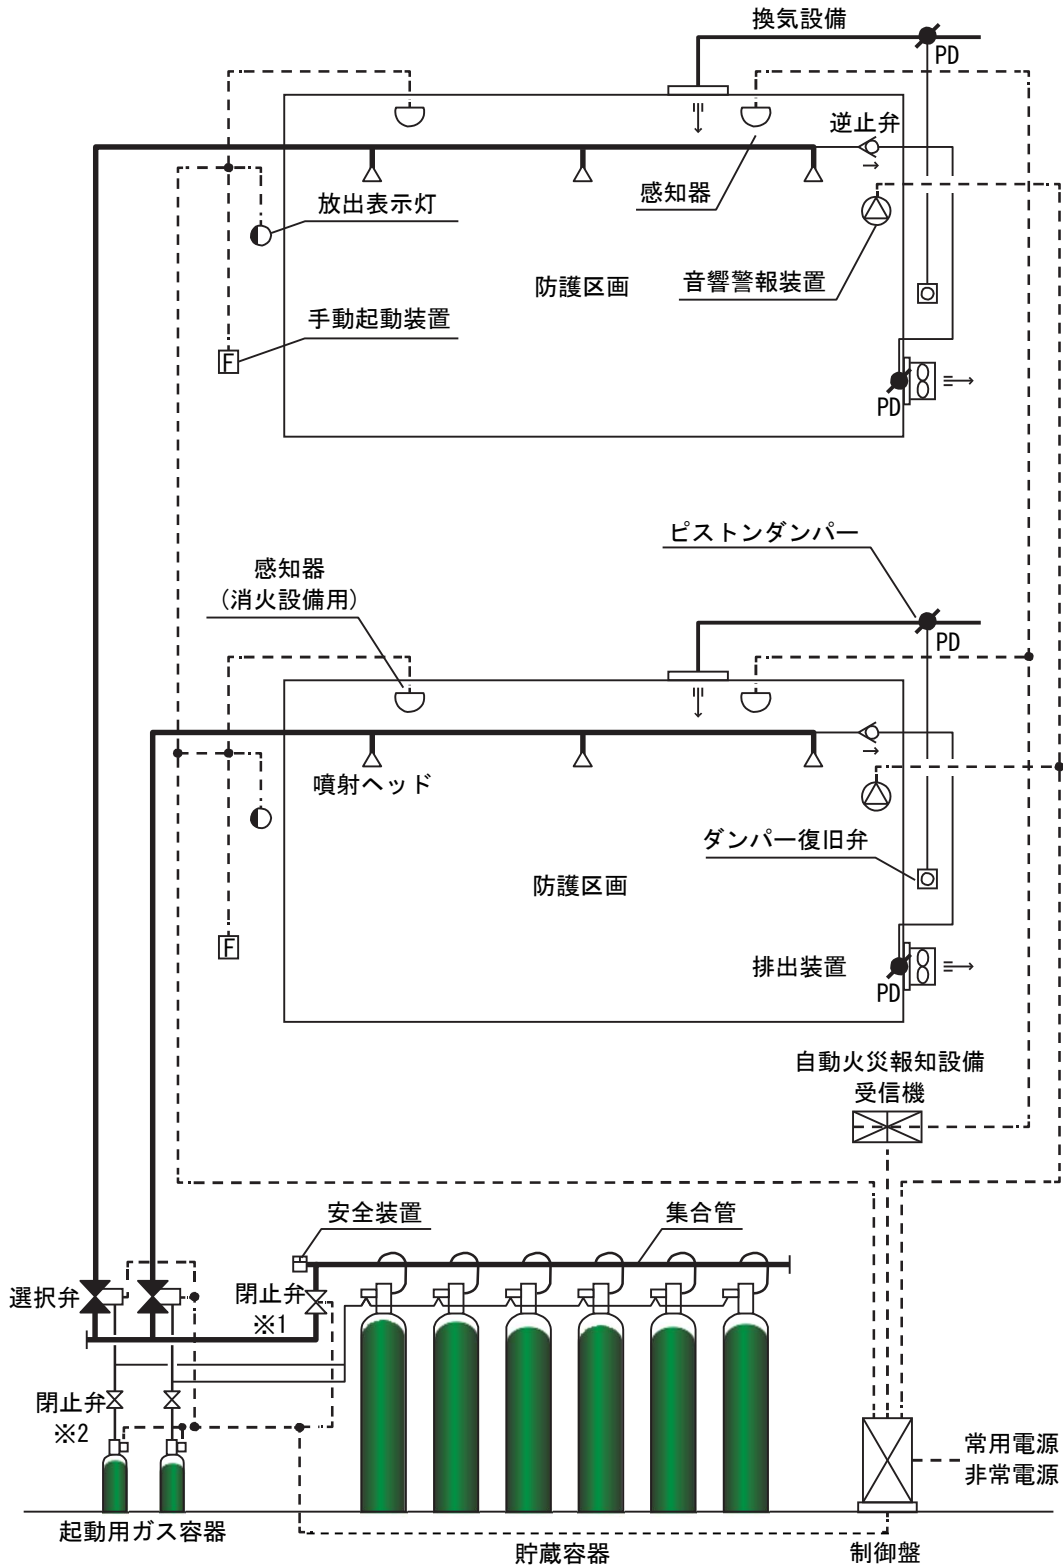 換気設備
PD
逆止弁
感知器
放出表示灯
防護区画
音響警報装置
手動起動装置
F
PD
ピストンダンパー
感知器
(消火設備用)
PD
噴射ヘッド
ダンパー復旧弁
防護区画
F
排出装置
PD
自動火災報知設備
受信機
安全装置
集合管
選択弁
閉止弁
※1
閉止弁
※2
常用電源
非常電源
起動用ガス容器
貯蔵容器
制御盤